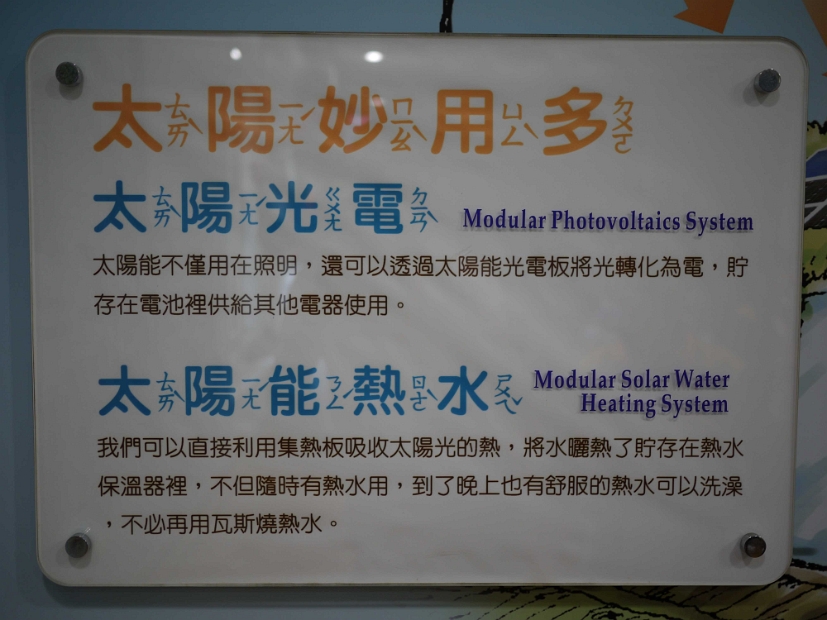 太ㄊㄞˋ陽ㄧㄤˊ妙ㄇㄧㄠˋ用ㄩㄥˋ多ㄉㄨㄛ
太ㄊㄞˋ陽ㄧㄤˊ光ㄍㄨㄤ電ㄉㄧㄢˋ Modular Photovoltaics System
太陽能不僅用在照明，還可以透過太陽能光電板將光轉化為電，貯
存在電池裡供給其他電器使用。
太ㄊㄞˋ陽ㄧㄤˊ能ㄋㄥˊ熱ㄖㄜˋ水ㄕㄨㄟˇ Modular Solar Water
Heating System
我們可以直接利用集熱板吸收太陽光的熱，將水曬熱了貯存在熱水
保溫器裡，不但隨時有熱水用，到了晚上也有舒服的熱水可以洗澡
，不必再用瓦斯燒熱水。